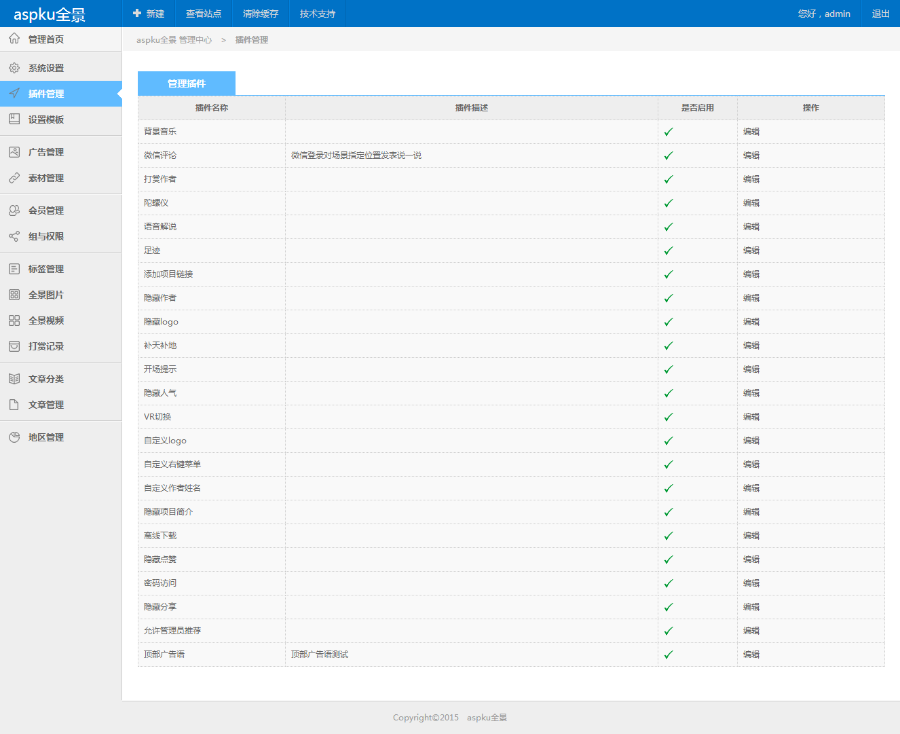 aspku全景
新建 查看站点 清除缓存 技术支持 您好，admin 退出
管理首页
系统设置
插件管理
设置模板
广告管理
素材管理
会员管理
组与权限
标签管理
全景图片
全景视频
打赏记录
文章分类
文章管理
地区管理
aspku全景 管理中心 > 插件管理
管理插件
插件名称 插件描述 是否启用 操作
背景音乐 编辑
微信评论 微信登录对场景指定位置发表说一说 编辑
打赏作者 编辑
陀螺仪 编辑
语音解说 编辑
足迹 编辑
添加项目链接 编辑
隐藏作者 编辑
隐藏logo 编辑
补天补地 编辑
开场提示 编辑
隐藏人气 编辑
VR切换 编辑
自定义logo 编辑
自定义右键菜单 编辑
自定义作者姓名 编辑
隐藏项目简介 编辑
离线下载 编辑
隐藏点赞 编辑
密码访问 编辑
隐藏分享 编辑
允许管理员推荐 编辑
顶部广告语 顶部广告语测试 编辑
Copyright©2015 aspku全景